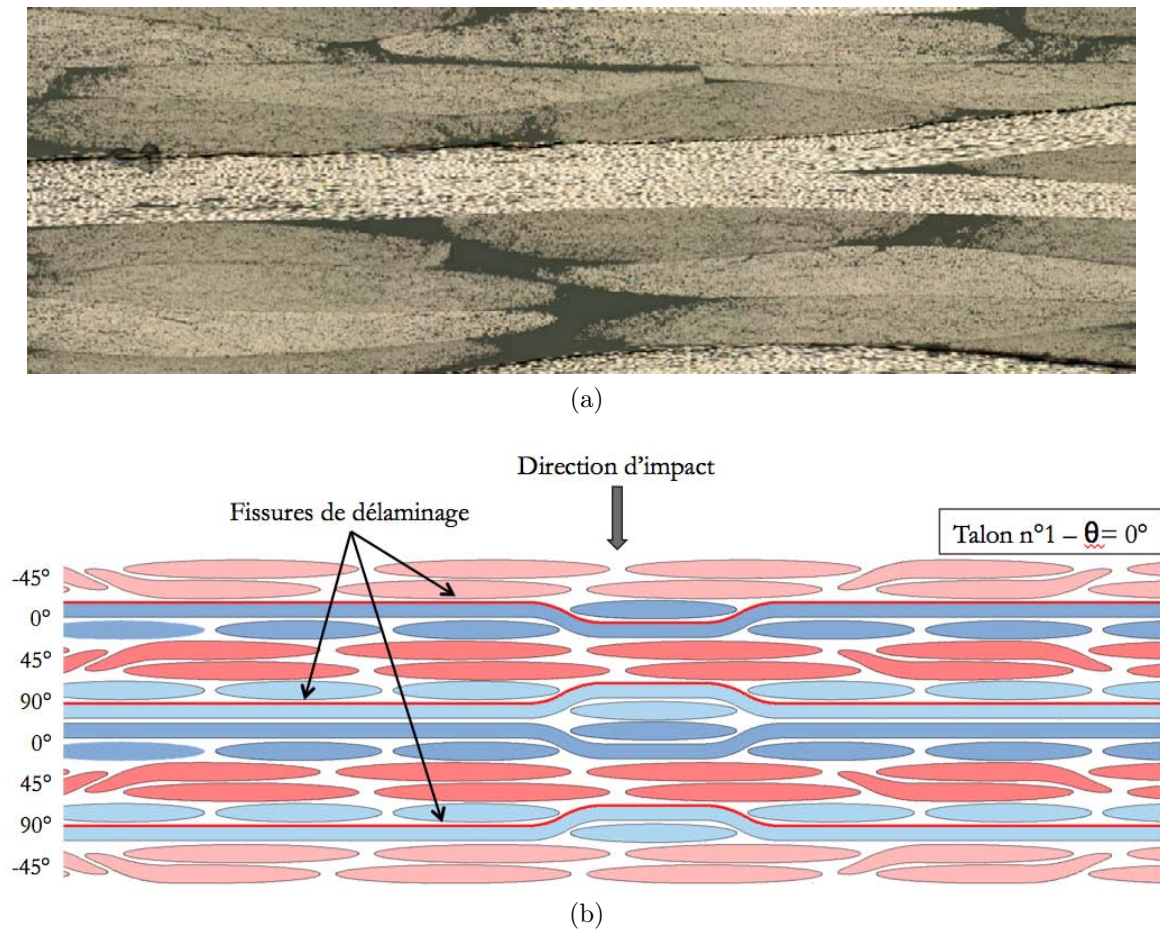 (a)
Direction d'impact
Fissures de délaminage
Talon n°1 – θ= 0°
-45°
0°
45°
90°
0°
45°
90°
-45°
(b)